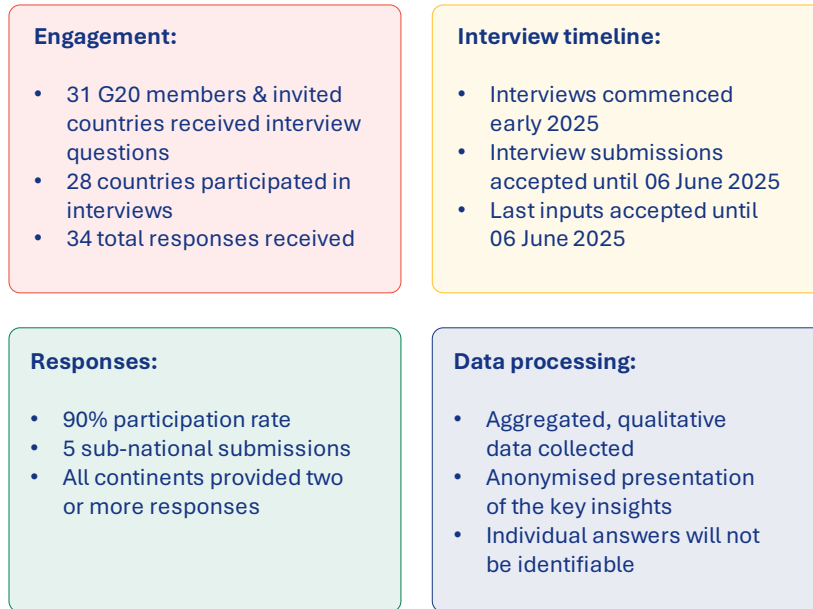 Engagement:
• 31 G20 members & invited
countries received interview
questions
• 28 countries participated in
interviews
• 34 total responses received
Interview timeline:
• Interviews commenced
early 2025
• Interview submissions
accepted until 06 June 2025
• Last inputs accepted until
06 June 2025
Responses:
• 90% participation rate
• 5 sub-national submissions
• All continents provided two
or more responses
Data processing:
• Aggregated, qualitative
data collected
• Anonymised presentation
of the key insights
• Individual answers will not
be identifiable